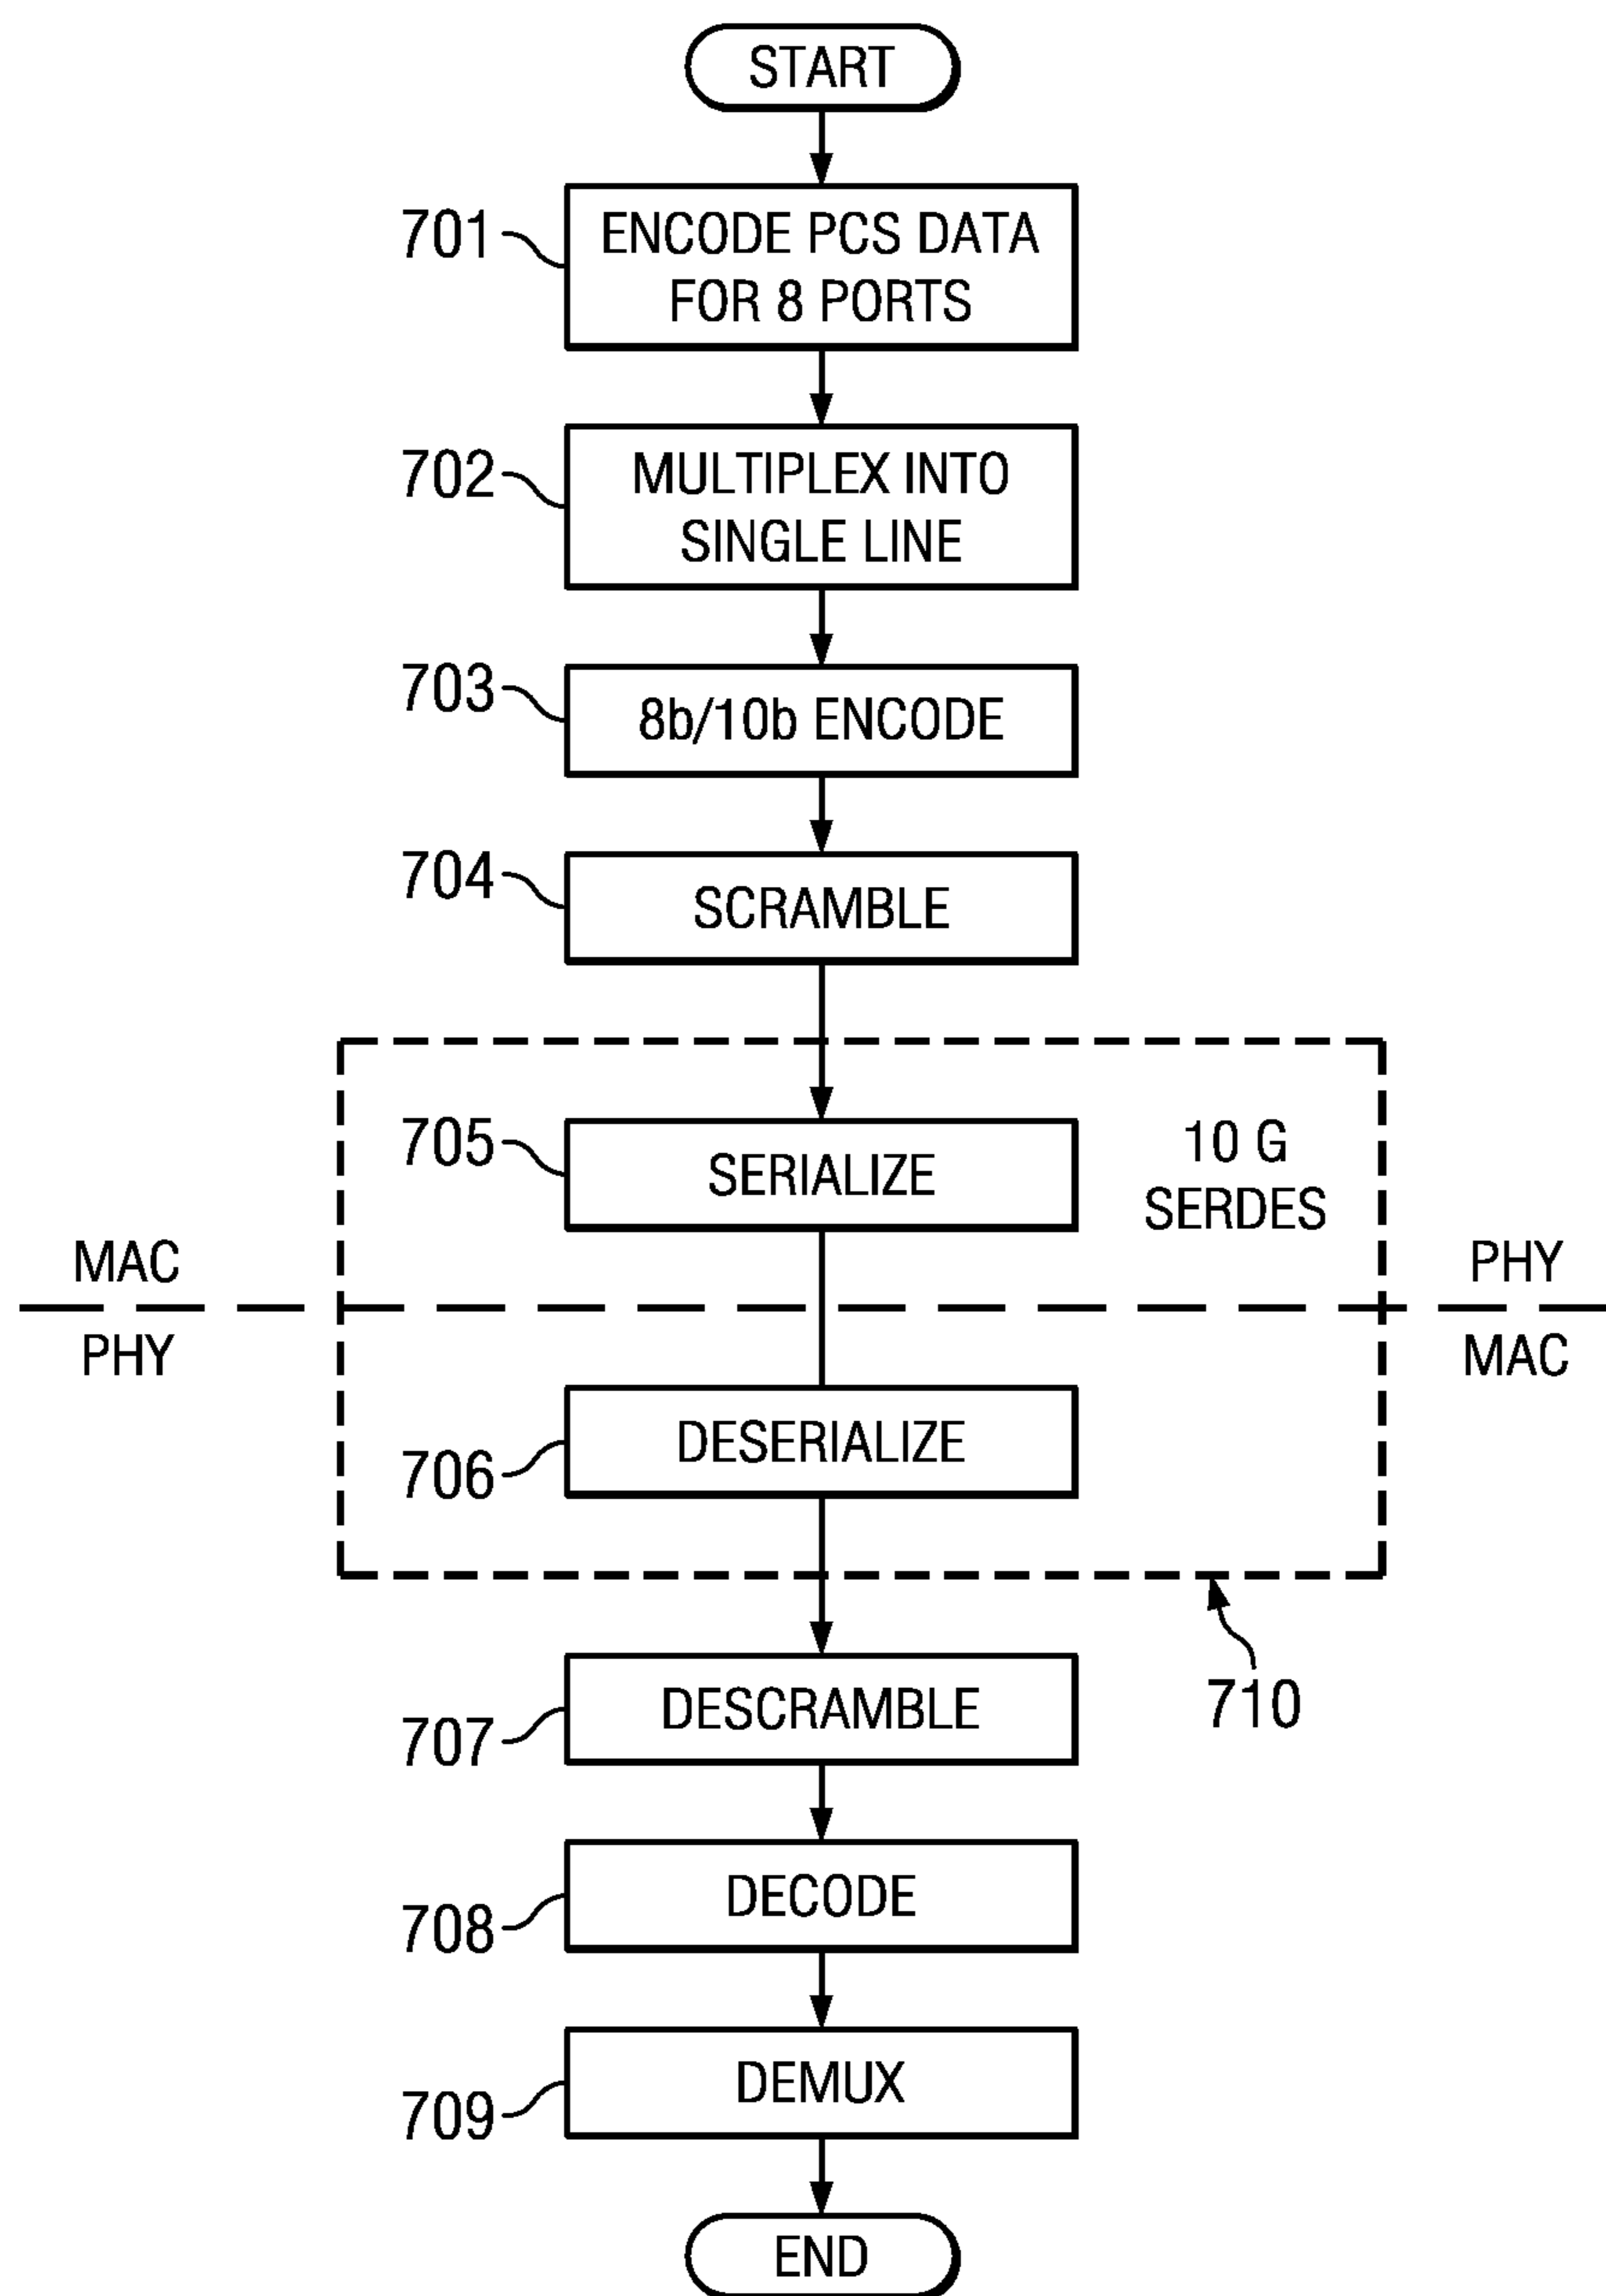 START
701
ENCODE PCS DATA
FOR 8 PORTS
702
MULTIPLEX INTO
SINGLE LINE
703
8b/10b ENCODE
704
SCRAMBLE
705
SERIALIZE
10 G
SERDES
MAC
PHY
PHY
MAC
706
DESERIALIZE
707
DESCRAMBLE
710
708
DECODE
709
DEMUX
END